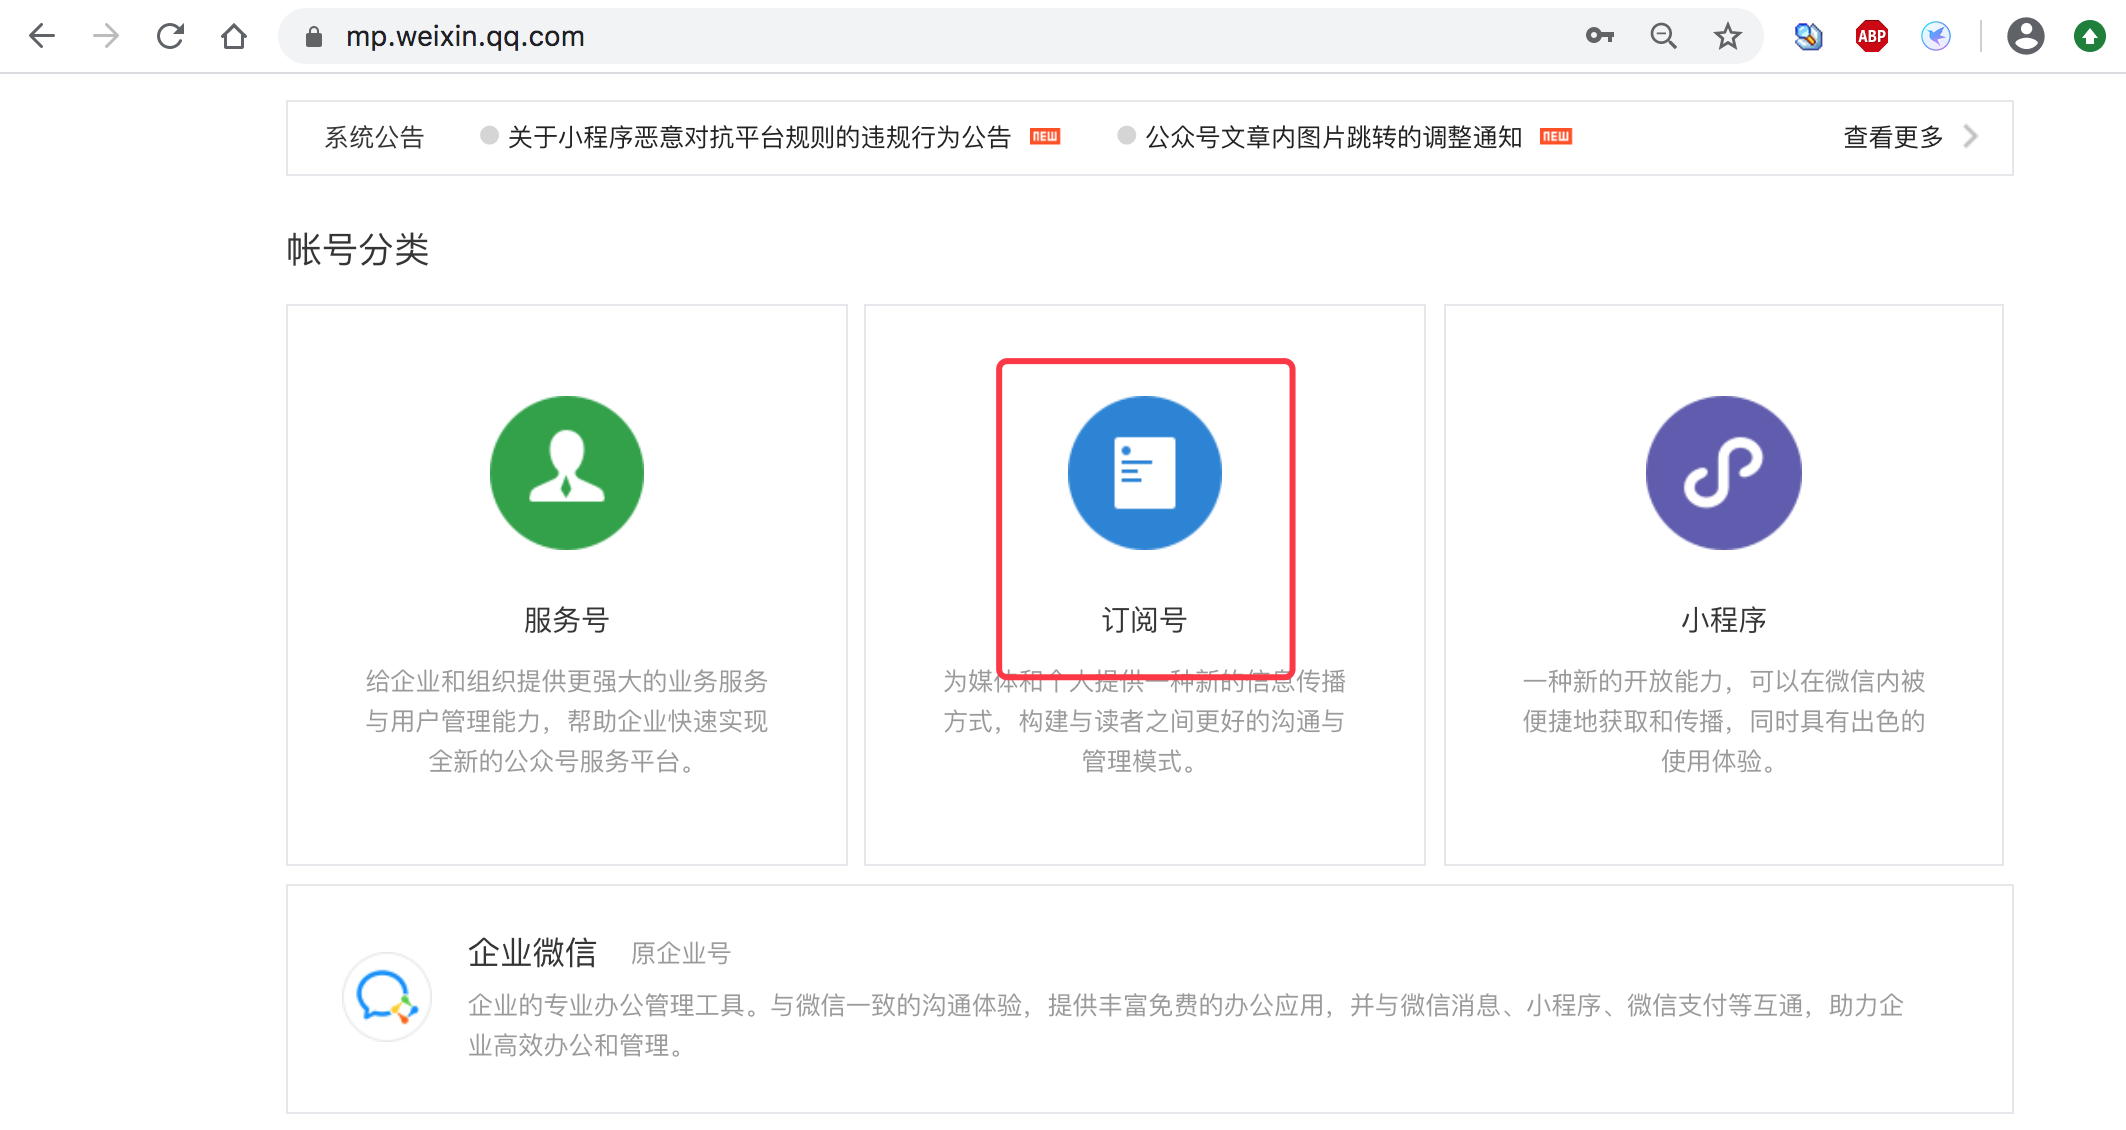 mp.weixin.qq.com
ABP
系统公告 关于小程序恶意对抗平台规则的违规行为公告 NEW 公众号文章内图片跳转的调整通知 NEW 查看更多
帐号分类
服务号
给企业和组织提供更强大的业务服务
与用户管理能力，帮助企业快速实现
全新的公众号服务平台。
订阅号
为媒体和个人提供一种新的信息传播
方式，构建与读者之间更好的沟通与
管理模式。
小程序
一种新的开放能力，可以在微信内被
便捷地获取和传播，同时具有出色的
使用体验。
企业微信 原企业号
企业的专业办公管理工具。与微信一致的沟通体验，提供丰富免费的办公应用，并与微信消息、小程序、微信支付等互通，助力企
业高效办公和管理。